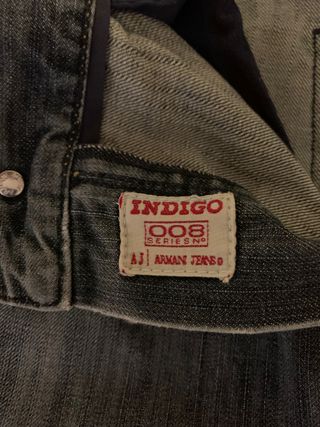 INDIGO
008
SERIES Nº
AJ ARMANI JEANS